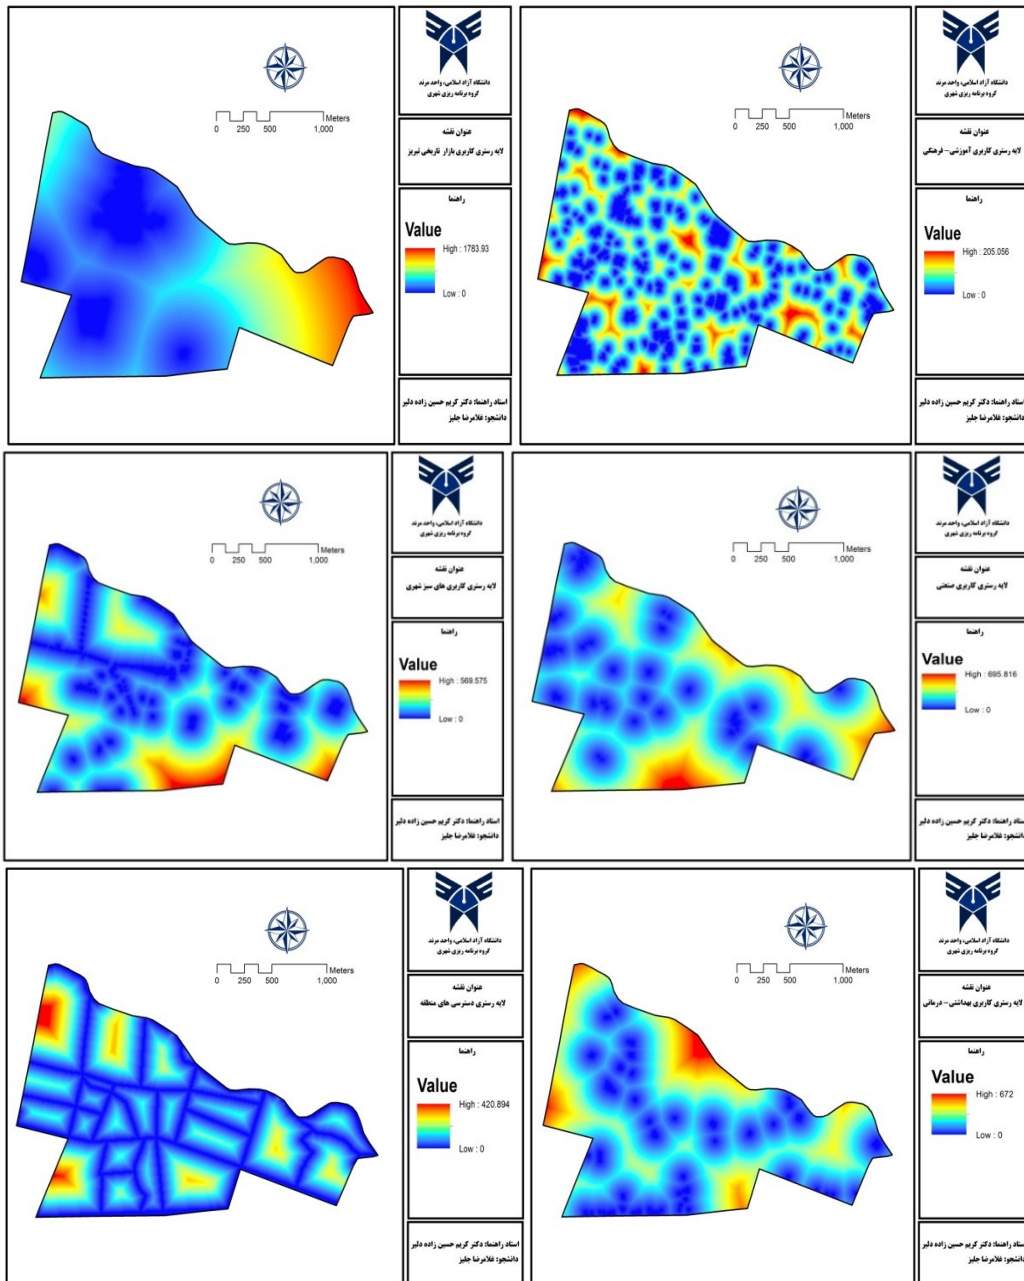 Meters
0 250 500 1,000
دانشگاه آزاد اسلامی، واحد مرند
گروه برنامه ریزی شهری
عنوان نقشه
لایه رستری کاربری بازار تاریخی تبریز
راهنما
Value
High : 1783.93
Low : 0
استاد راهنما: دکتر کریم حسین زاده دلیر
دانشجو: غلامرضا جلیز
Meters
0 250 500 1,000
دانشگاه آزاد اسلامی، واحد مرند
گروه برنامه ریزی شهری
عنوان نقشه
لایه رستری کاربری آموزشی- فرهنگی
راهنما
Value
High : 205.056
Low : 0
استاد راهنما: دکتر کریم حسین زاده دلیر
دانشجو: غلامرضا جلیز
Meters
0 250 500 1,000
دانشگاه آزاد اسلامی، واحد مرند
گروه برنامه ریزی شهری
عنوان نقشه
لایه رستری کاربری های سبز شهری
راهنما
Value
High : 569.575
Low : 0
استاد راهنما: دکتر کریم حسین زاده دلیر
دانشجو: غلامرضا جلیز
Meters
0 250 500 1,000
دانشگاه آزاد اسلامی، واحد مرند
گروه برنامه ریزی شهری
عنوان نقشه
لایه رستری کاربری صنعتی
راهنما
Value
High : 695.816
Low : 0
استاد راهنما: دکتر کریم حسین زاده دلیر
دانشجو: غلامرضا جلیز
Meters
0 250 500 1,000
دانشگاه آزاد اسلامی، واحد مرند
گروه برنامه ریزی شهری
عنوان نقشه
لایه رستری دسترسی های منطقه
راهنما
Value
High : 420.894
Low : 0
استاد راهنما: دکتر کریم حسین زاده دلیر
دانشجو: غلامرضا جلیز
Meters
0 250 500 1,000
دانشگاه آزاد اسلامی، واحد مرند
گروه برنامه ریزی شهری
عنوان نقشه
لایه رستری کاربری بهداشتی- درمانی
راهنما
Value
High : 672
Low : 0
استاد راهنما: دکتر کریم حسین زاده دلیر
دانشجو: غلامرضا جلیز